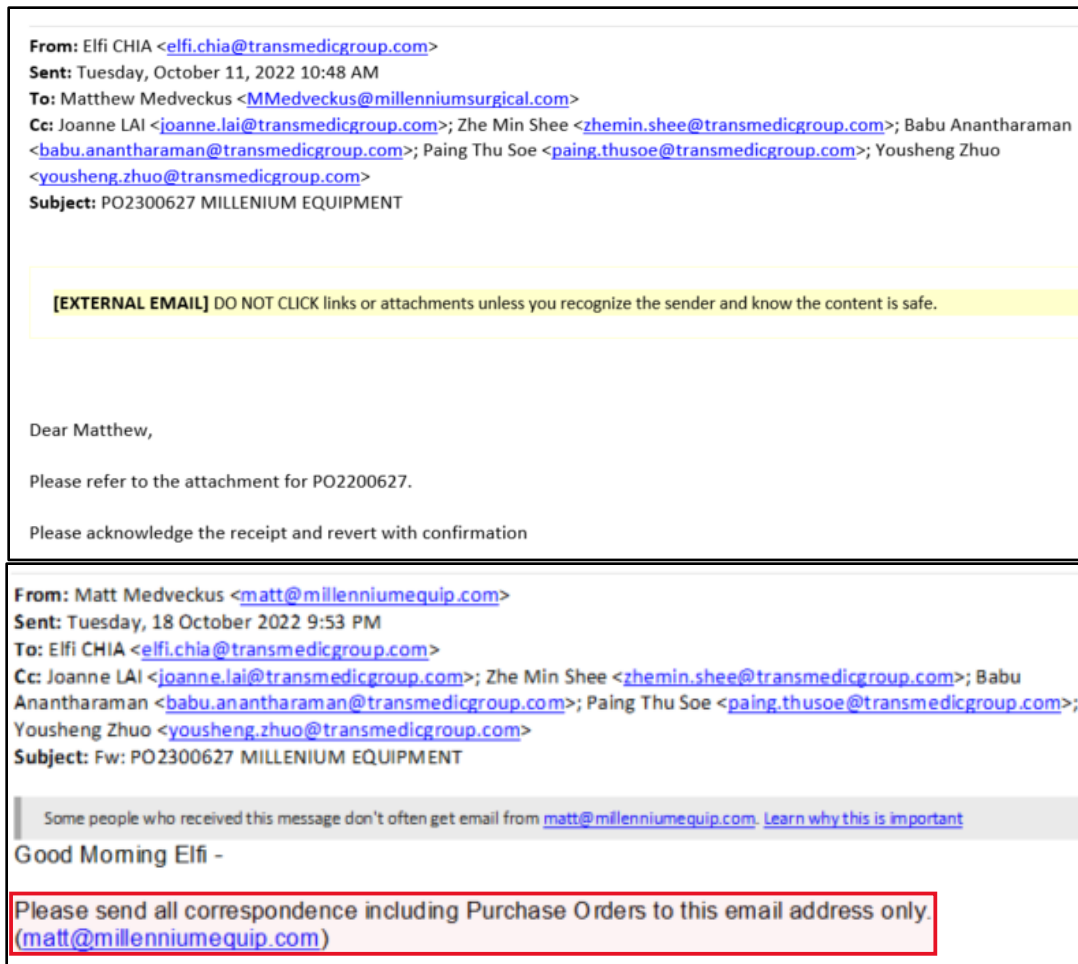 From: Elfi CHIA <elfi.chia@transmedicgroup.com>
Sent: Tuesday, October 11, 2022 10:48 AM
To: Matthew Medveckus <MMedveckus@millenniumsurgical.com>
Cc: Joanne LAI <joanne.lai@transmedicgroup.com>; Zhe Min Shee <zhemin.shee@transmedicgroup.com>; Babu Anantharaman
<babu.anantharaman@transmedicgroup.com>; Paing Thu Soe <paing.thusoe@transmedicgroup.com>; Yousheng Zhuo
<yousheng.zhuo@transmedicgroup.com>
Subject: PO2300627 MILLENIUM EQUIPMENT
[EXTERNAL EMAIL] DO NOT CLICK links or attachments unless you recognize the sender and know the content is safe.
Dear Matthew,
Please refer to the attachment for PO2200627.
Please acknowledge the receipt and revert with confirmation
From: Matt Medveckus <matt@millenniumequip.com>
Sent: Tuesday, 18 October 2022 9:53 PM
To: Elfi CHIA <elfi.chia@transmedicgroup.com>
Cc: Joanne LAI <joanne.lai@transmedicgroup.com>; Zhe Min Shee <zhemin.shee@transmedicgroup.com>; Babu
Anantharaman <babu.anantharaman@transmedicgroup.com>; Paing Thu Soe <paing.thusoe@transmedicgroup.com>;
Yousheng Zhuo <yousheng.zhuo@transmedicgroup.com>
Subject: Fw: PO2300627 MILLENIUM EQUIPMENT
Some people who received this message don't often get email from matt@millenniumequip.com. Learn why this is important
Good Morning Elfi -
Please send all correspondence including Purchase Orders to this email address only.
(matt@millenniumequip.com)